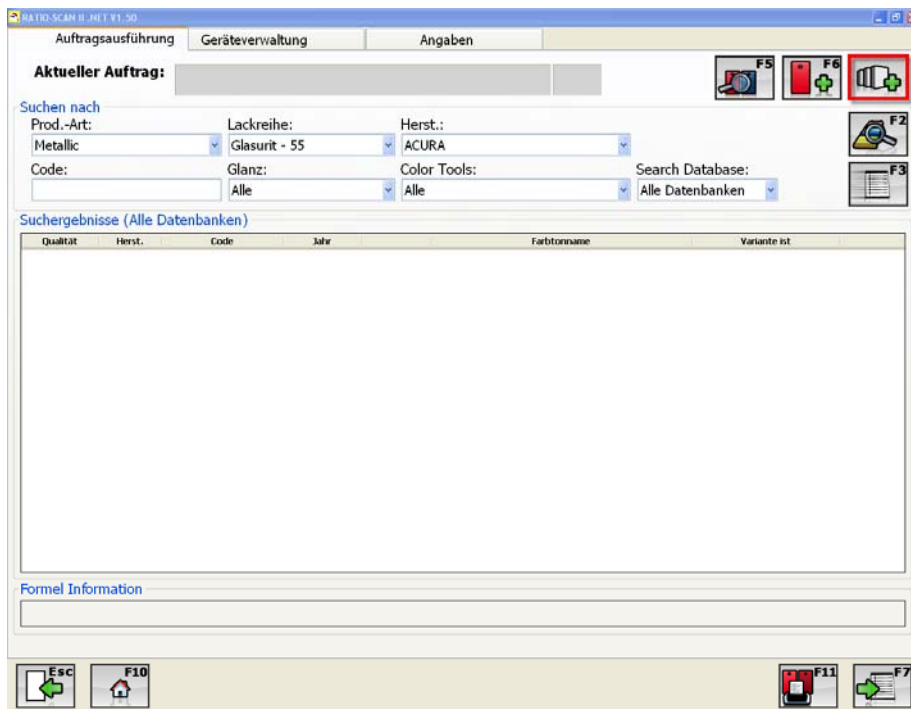 RATIO-SCAN II .NET V1.50
Auftragsausführung Geräteverwaltung Angaben
Aktueller Auftrag:
F5 F6
Suchen nach
Prod.-Art: Lackreihe: Herst.:
F2
Metallic Glasurit - 55 ACURA
Code: Glanz: Color Tools: Search Database:
F3
Alle Alle Alle Datenbanken
Suchergebnisse (Alle Datenbanken)
Qualität Herst. Code Jahr Farbtonname Variante ist
Formel Information
Esc F10 F11 F7